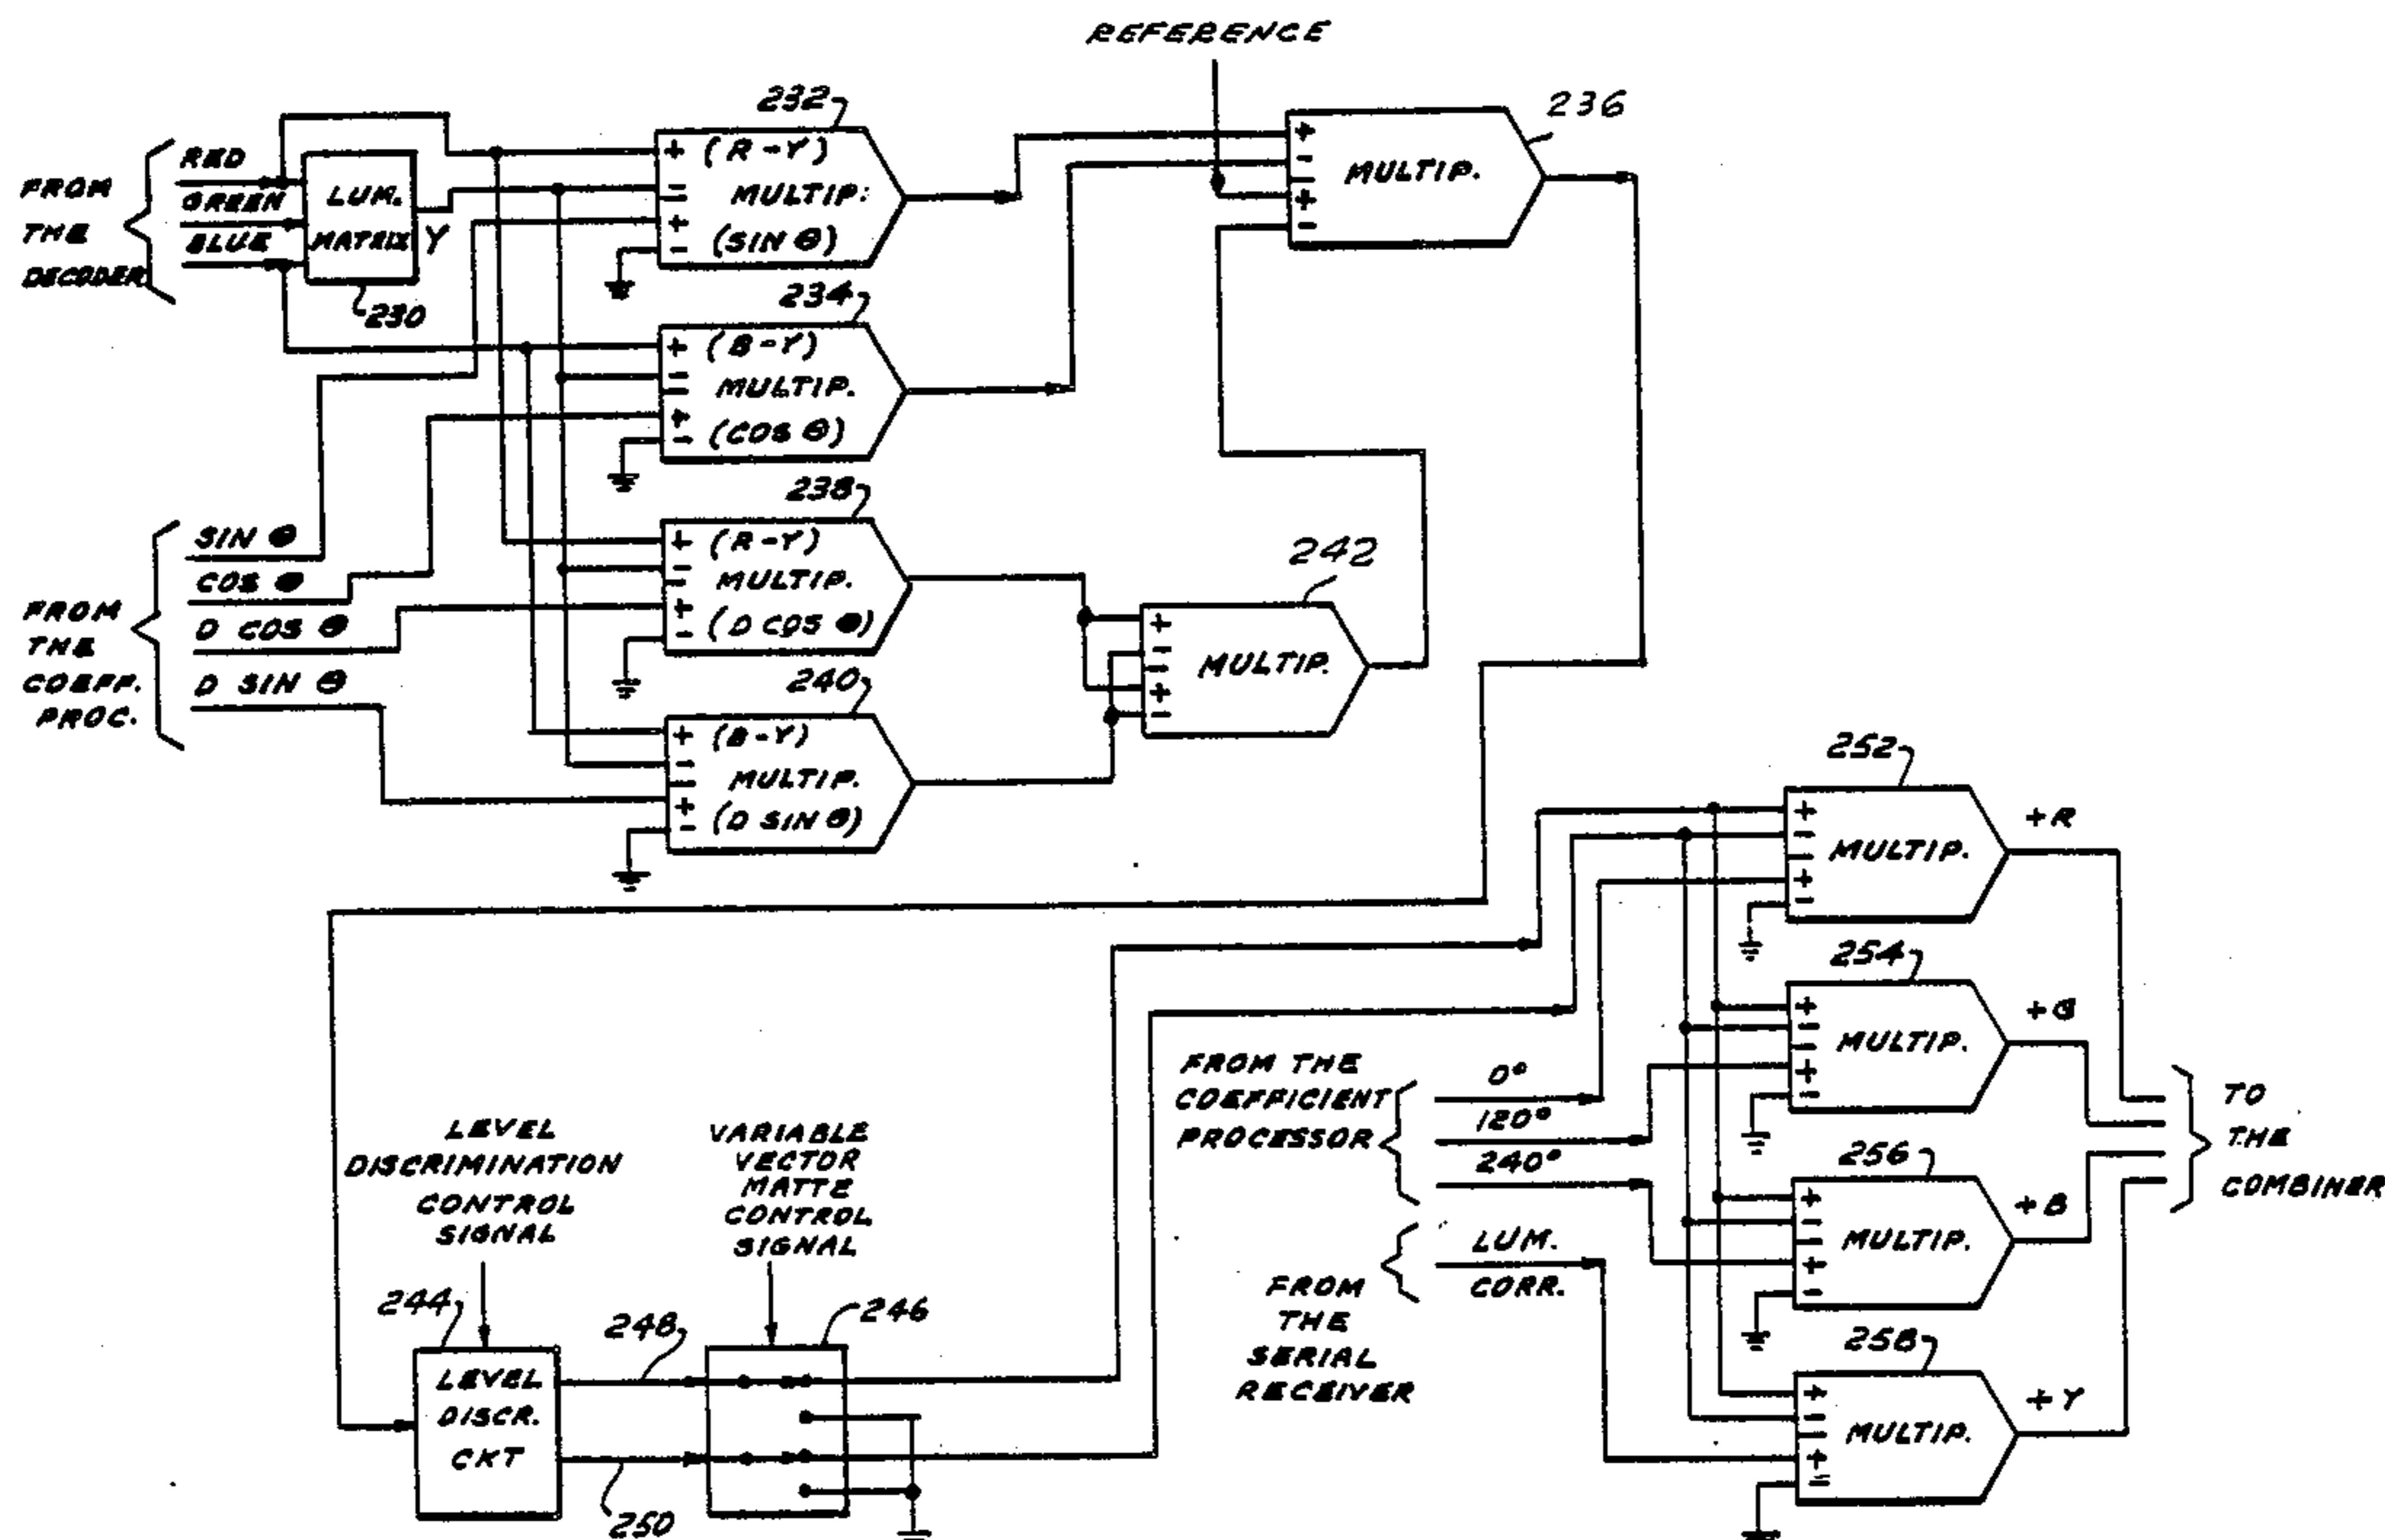 REFERENCE
232
236
+ (R-Y)
- MULTIP:
+
- (SIN θ)
+
-
+
-
MULTIP.
FROM
THE
DECODER
RED
GREEN
BLUE
LUM.
MATRIX
Y
230
234
+ (B-Y)
- MULTIP.
+
- (COS θ)
238
+ (R-Y)
- MULTIP.
+
- (D COS θ)
FROM
THE
COEFF.
PROC.
SIN θ
COS θ
D COS θ
D SIN θ
242
+
-
+
-
MULTIP.
240
+ (B-Y)
- MULTIP.
+
- (D SIN θ)
252
+
-
+
-
MULTIP.
+R
254
+
-
+
-
MULTIP.
+G
FROM THE
COEFFICIENT
PROCESSOR
0°
120°
240°
256
+
-
+
-
MULTIP.
+B
TO
THE
COMBINER
FROM
THE
SERIAL
RECEIVER
LUM.
CORR.
258
+
-
+
-
MULTIP.
+Y
LEVEL
DISCRIMINATION
CONTROL
SIGNAL
VARIABLE
VECTOR
MATTE
CONTROL
SIGNAL
244
LEVEL
DISCR.
CKT
248
246
250